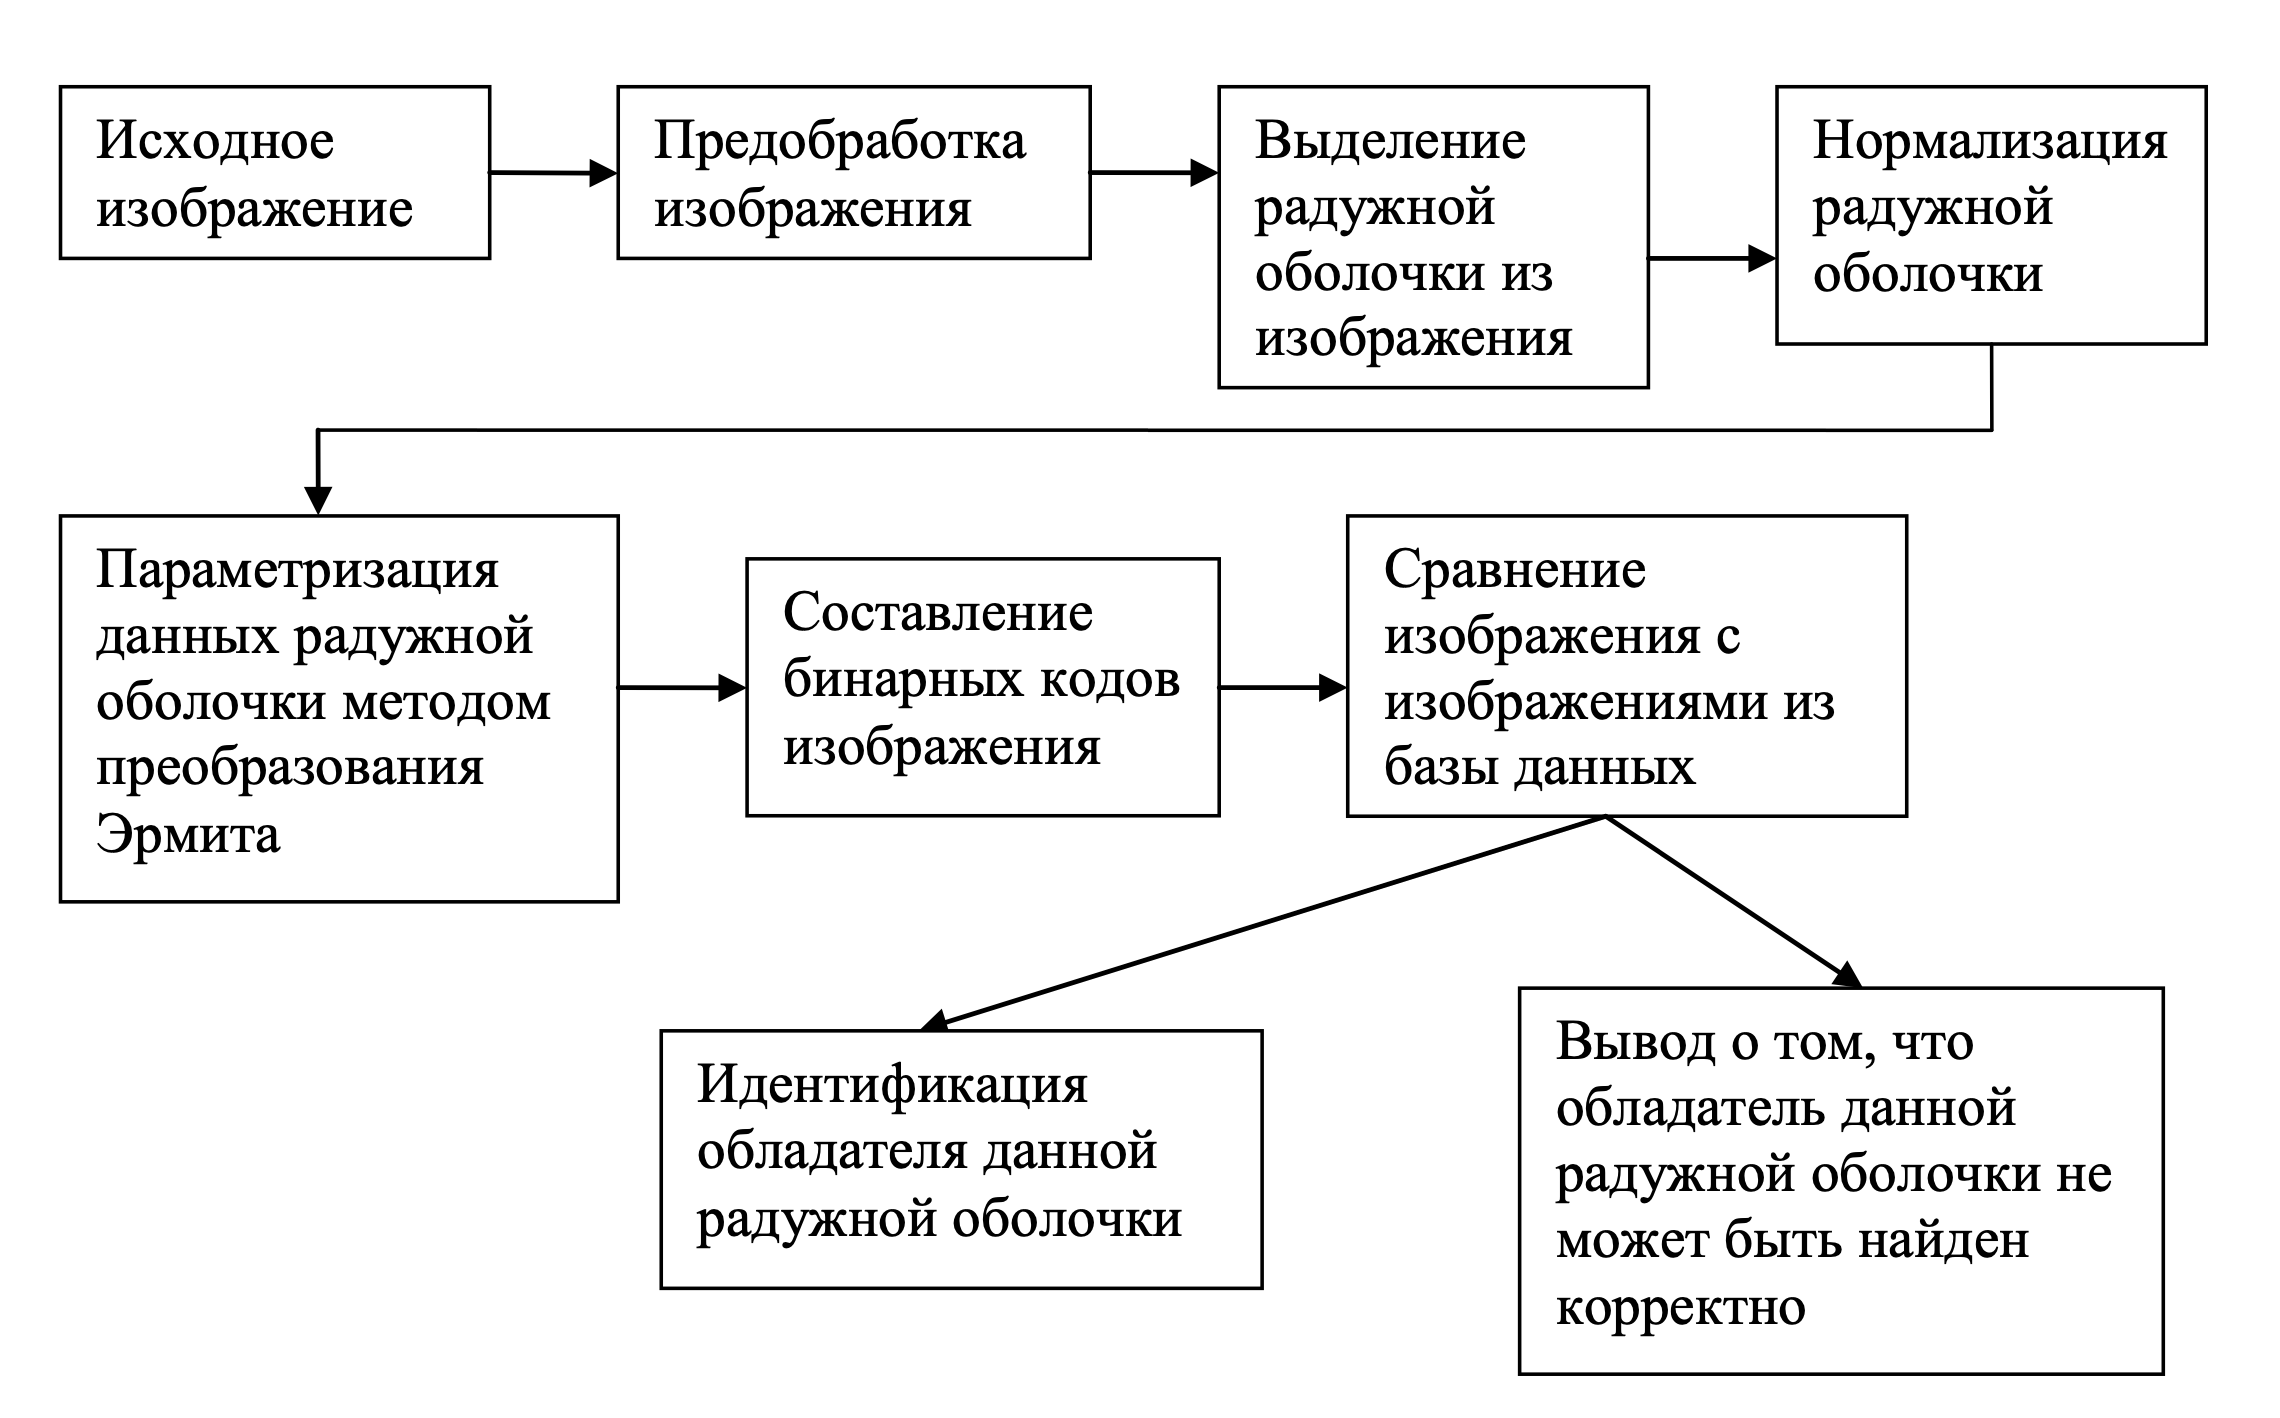 Исходное
изображение
Предобработка
изображения
Выделение
радужной
оболочки из
изображения
Нормализация
радужной
оболочки
Параметризация
данных радужной
оболочки методом
преобразования
Эрмита
Составление
бинарных кодов
изображения
Сравнение
изображения с
изображениями из
базы данных
Идентификация
обладателя данной
радужной оболочки
Вывод о том, что
обладатель данной
радужной оболочки не
может быть найден
корректно